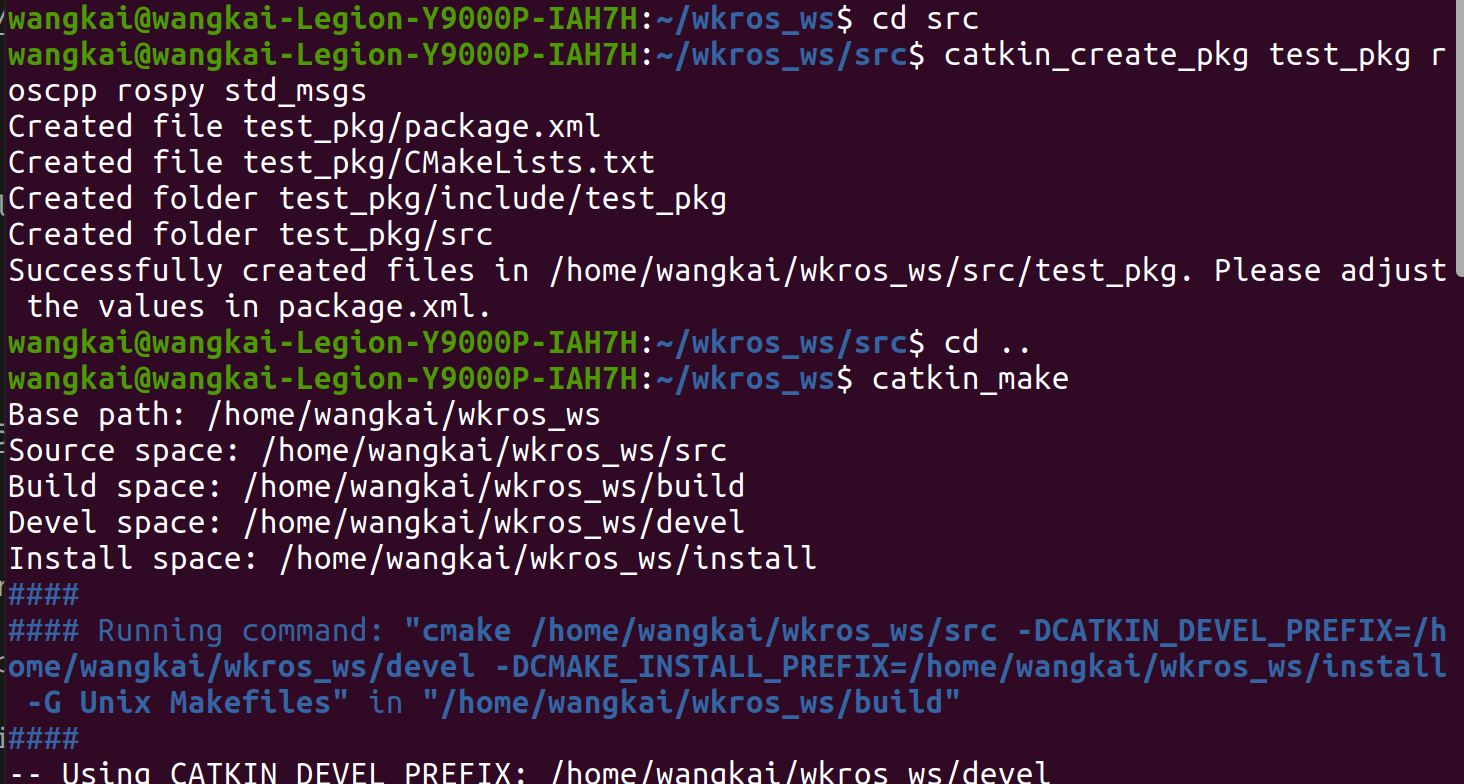 wangkai@wangkai-Legion-Y9000P-IAH7H:~/wkros_ws$ cd src
wangkai@wangkai-Legion-Y9000P-IAH7H:~/wkros_ws/src$ catkin_create_pkg test_pkg r
oscpp rospy std_msgs
Created file test_pkg/package.xml
Created file test_pkg/CMakeLists.txt
Created folder test_pkg/include/test_pkg
Created folder test_pkg/src
Successfully created files in /home/wangkai/wkros_ws/src/test_pkg. Please adjust
 the values in package.xml.
wangkai@wangkai-Legion-Y9000P-IAH7H:~/wkros_ws/src$ cd ..
wangkai@wangkai-Legion-Y9000P-IAH7H:~/wkros_ws$ catkin_make
Base path: /home/wangkai/wkros_ws
Source space: /home/wangkai/wkros_ws/src
Build space: /home/wangkai/wkros_ws/build
Devel space: /home/wangkai/wkros_ws/devel
Install space: /home/wangkai/wkros_ws/install
####
#### Running command: "cmake /home/wangkai/wkros_ws/src -DCATKIN_DEVEL_PREFIX=/h
ome/wangkai/wkros_ws/devel -DCMAKE_INSTALL_PREFIX=/home/wangkai/wkros_ws/install
 -G Unix Makefiles" in "/home/wangkai/wkros_ws/build"
####
-- Using CATKIN_DEVEL_PREFIX: /home/wangkai/wkros_ws/devel